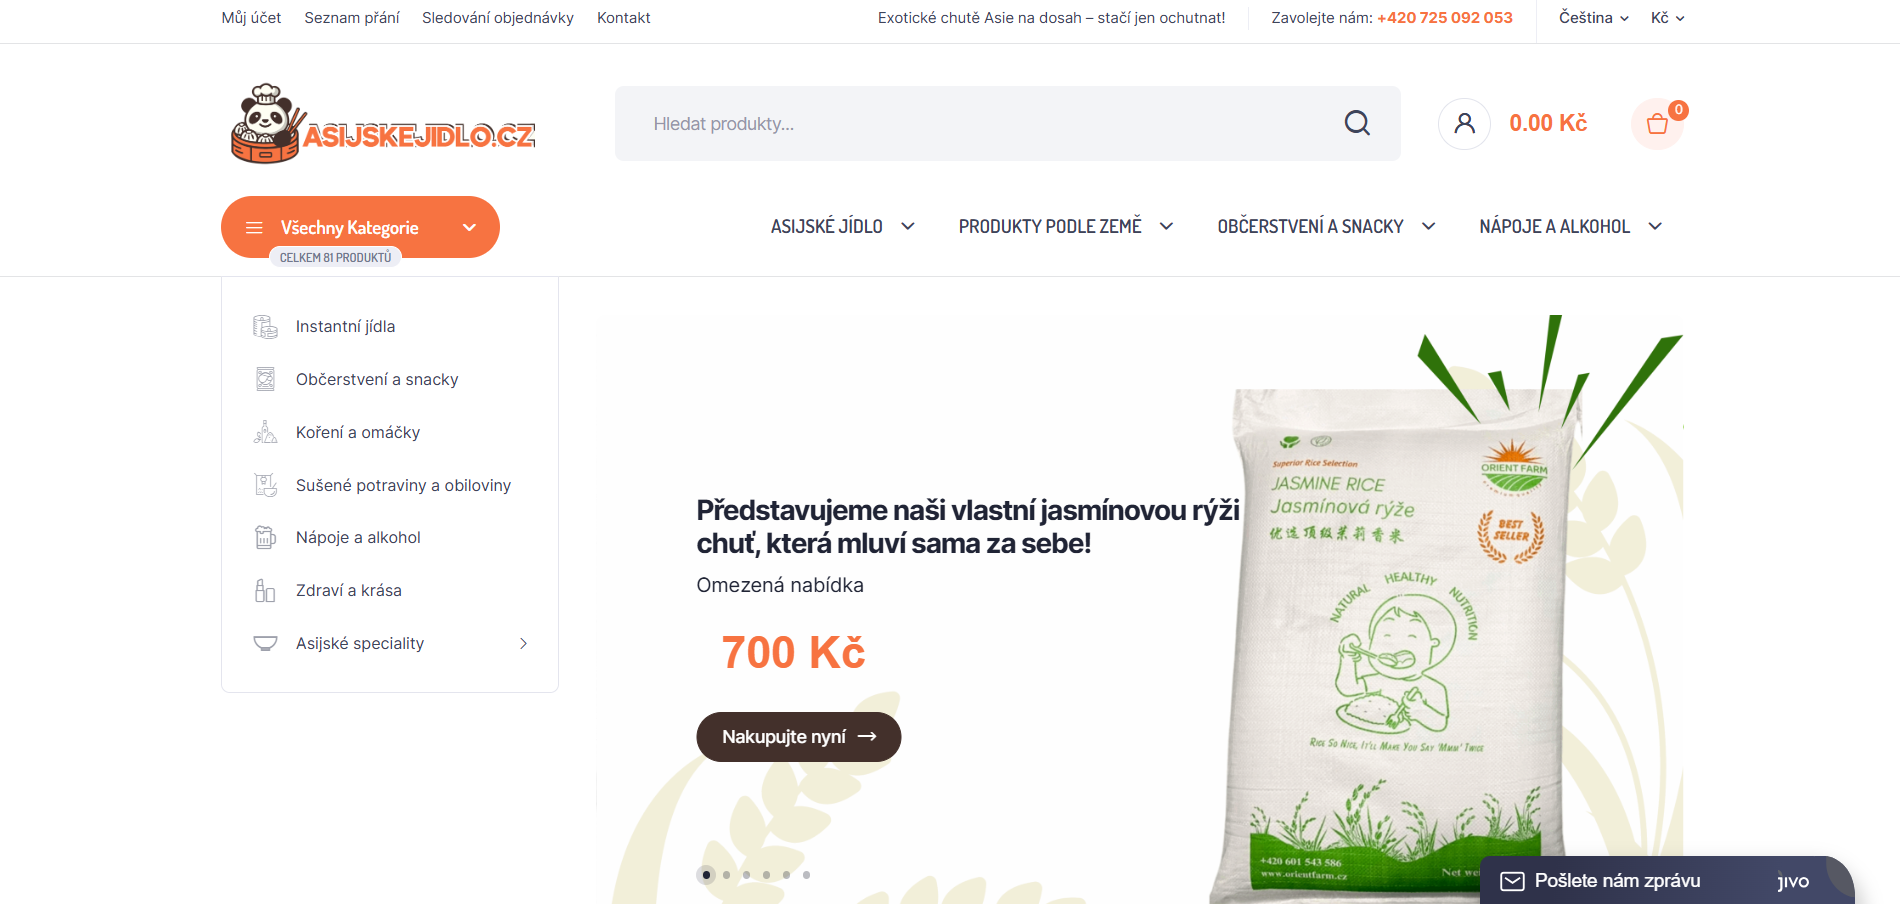 Můj účet Seznam přání Sledování objednávky Kontakt Exotické chutě Asie na dosah – stačí jen ochutnat! Zavolejte nám: +420 725 092 053 Čeština Kč
ASIJSKEJIDLO.CZ Hledat produkty... 0.00 Kč 0
Všechny Kategorie ASIJSKÉ JÍDLO PRODUKTY PODLE ZEMĚ OBČERSTVENÍ A SNACKY NÁPOJE A ALKOHOL
CELKEM 81 PRODUKTŮ
Instantní jídla
Občerstvení a snacky
Koření a omáčky
Sušené potraviny a obiloviny
Nápoje a alkohol
Zdraví a krása
Asijské speciality
Představujeme naši vlastní jasmínovou rýži
chuť, která mluví sama za sebe!
Omezená nabídka
700 Kč
Nakupujte nyní
Superior Rice Selection
JASMINE RICE
Jasmínová rýže
优选顶级茉莉香米
ORIENT FARM
PREMIUM QUALITY
BEST
SELLER
NATURAL HEALTHY NUTRITION
Rice So Nice, It'll Make You Say 'Mmm' Twice
+420 601 543 586
www.orientfarm.cz
Net we
Pošlete nám zprávu jivo